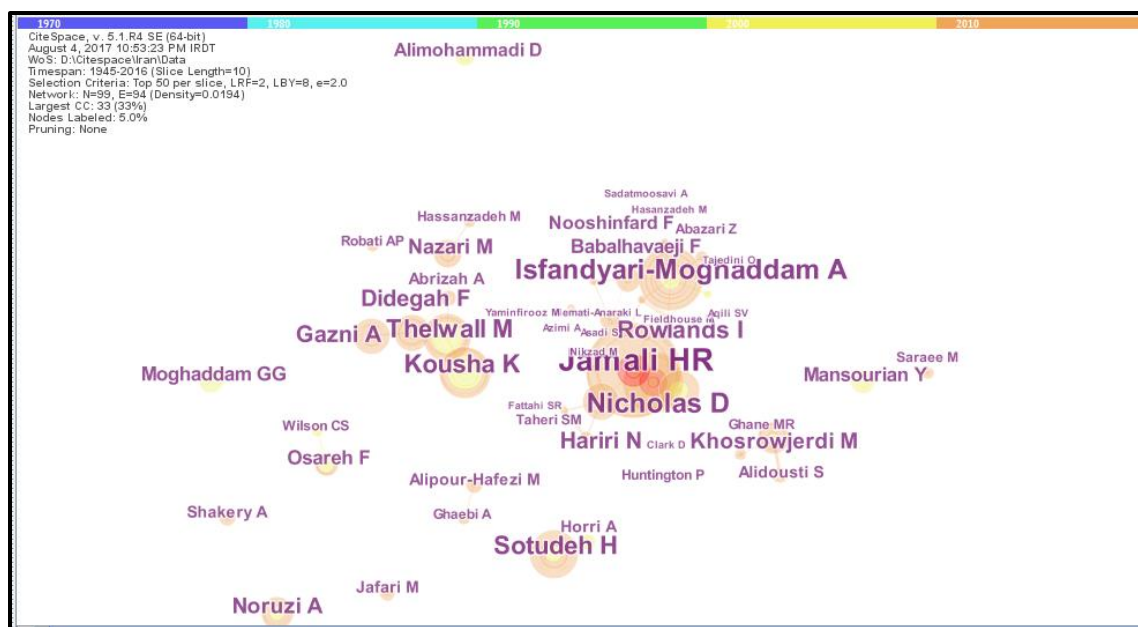 1970 1980 1990 2000 2010
CiteSpace, v. 5.1.R4 SE (64-bit)
August 4, 2017 10:53:23 PM IRDT
WoS: D:\Citespace\Iran\Data
Timespan: 1945-2016 (Slice Length=10)
Selection Criteria: Top 50 per slice, LRF=2, LBY=8, e=2.0
Network: N=99, E=94 (Density=0.0194)
Largest CC: 33 (33%)
Nodes Labeled: 5.0%
Pruning: None
Alimohammadi D
Sadatmoosavi A
Hasanzadeh M
Hassanzadeh M
Nooshinfard F
Abazari Z
Robati AP
Nazari M
Babalhavaeji F
Tajedini O
Isfandyari-Moghaddam A
Abrizah A
Didegah F
Yaminfirooz M
Aqili SV
Fieldhouse
Azimi A
Asadi S
Gazni A
Thelwall M
Rowlands I
Nikzad M
Jamali HR
Kousha K
Saraee M
Moghaddam GG
Mansourian Y
Nicholas D
Fattahi SR
Taheri SM
Ghane MR
Wilson CS
Hariri N
Clark D
Khosrowjerdi M
Osareh F
Huntington P
Alidousti S
Alipour-Hafezi M
Shakery A
Ghaebi A
Horri A
Sotudeh H
Jafari M
Noruzi A